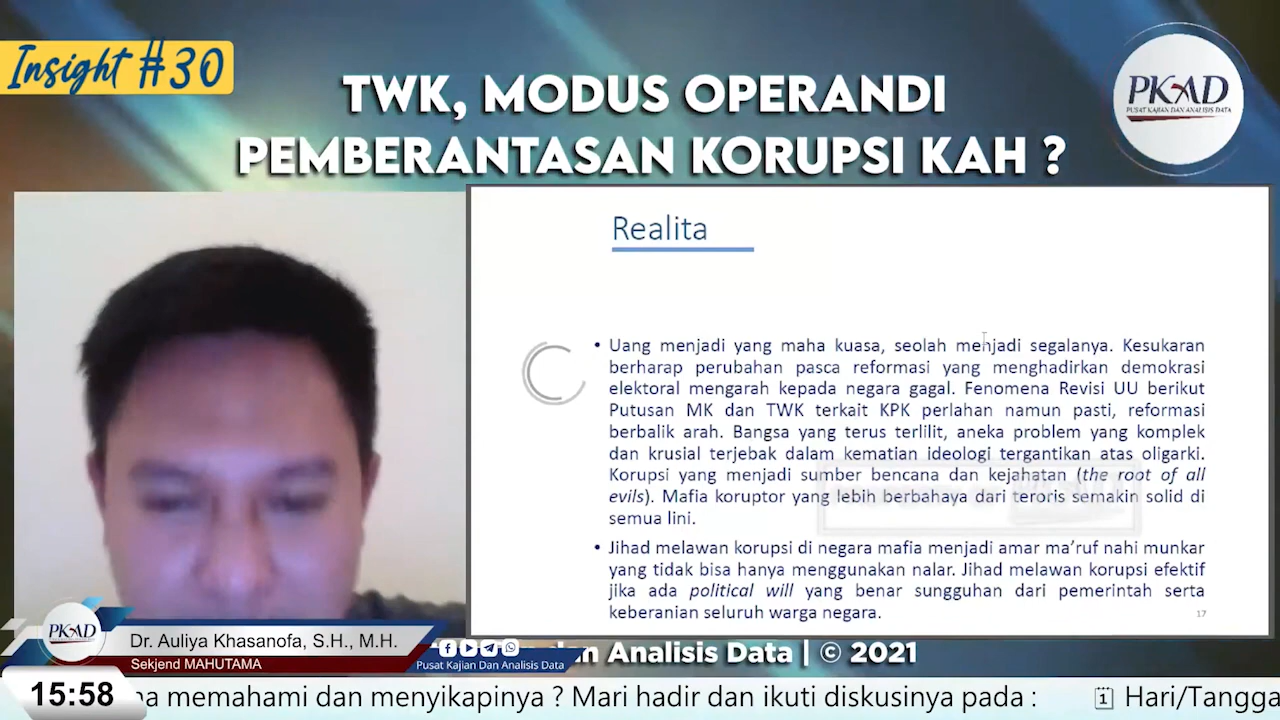 Insight #30
TWK, MODUS OPERANDI
PEMBERANTASAN KORUPSI KAH ?
PKAD
PUSAT KAJIAN DAN ANALISIS DATA
Realita
• Uang menjadi yang maha kuasa, seolah menjadi segalanya. Kesukaran
berharap perubahan pasca reformasi yang menghadirkan demokrasi
elektoral mengarah kepada negara gagal. Fenomena Revisi UU berikut
Putusan MK dan TWK terkait KPK perlahan namun pasti, reformasi
berbalik arah. Bangsa yang terus terlilit, aneka problem yang komplek
dan krusial terjebak dalam kematian ideologi tergantikan atas oligarki.
Korupsi yang menjadi sumber bencana dan kejahatan (the root of all
evils). Mafia koruptor yang lebih berbahaya dari teroris semakin solid di
semua lini.
• Jihad melawan korupsi di negara mafia menjadi amar ma'ruf nahi munkar
yang tidak bisa hanya menggunakan nalar. Jihad melawan korupsi efektif
jika ada political will yang benar sungguhan dari pemerintah serta
keberanian seluruh warga negara.
17
PKAD
Dr. Auliya Khasanofa, S.H., M.H.
Sekjend MAHUTAMA
Pusat Kajian Dan Analisis Data
Analisis Data | © 2021
15:58
memahami dan menyikapinya ? Mari hadir dan ikuti diskusinya pada :
Hari/Tangga